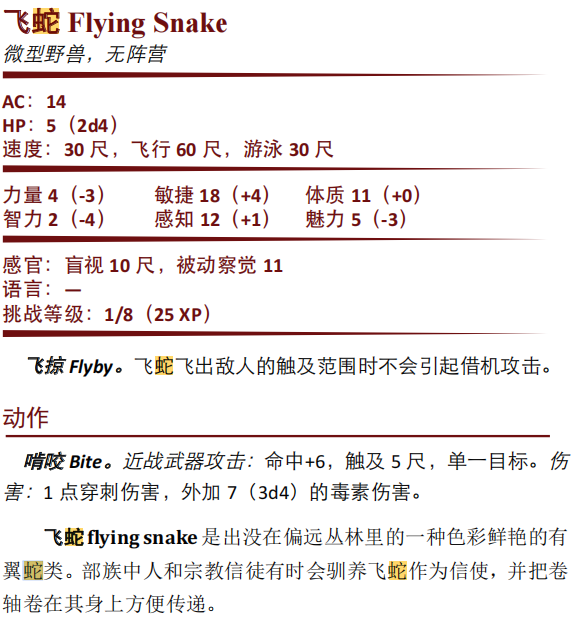 飞蛇 Flying Snake
微型野兽，无阵营
AC：14
HP：5（2d4）
速度：30 尺，飞行 60 尺，游泳 30 尺
力量 4（-3） 敏捷 18（+4） 体质 11（+0）
智力 2（-4） 感知 12（+1） 魅力 5（-3）
感官：盲视 10 尺，被动察觉 11
语言：—
挑战等级：1/8（25 XP）
飞掠 Flyby。飞蛇飞出敌人的触及范围时不会引起借机攻击。
动作
啃咬 Bite。近战武器攻击：命中+6，触及 5 尺，单一目标。伤
害：1 点穿刺伤害，外加 7（3d4）的毒素伤害。
飞蛇 flying snake 是出没在偏远丛林里的一种色彩鲜艳的有
翼蛇类。部族中人和宗教信徒有时会驯养飞蛇作为信使，并把卷
轴卷在其身上方便传递。